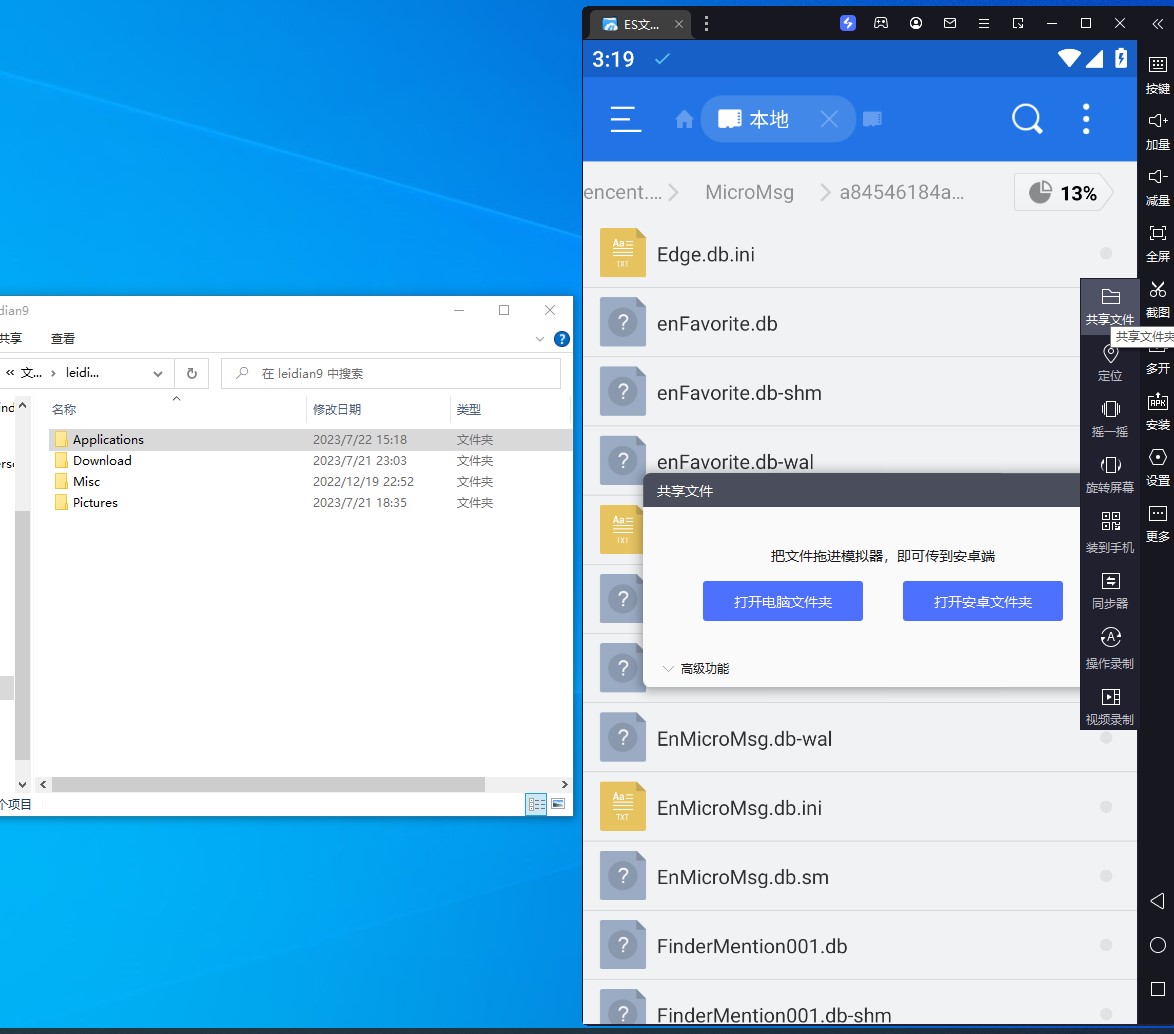 ES文...
3:19
本地
encent....
MicroMsg
a84546184a...
13%
Aa
TXT
Edge.db.ini
?
enFavorite.db
?
enFavorite.db-shm
?
enFavorite.db-wal
Aa
TXT
?
?
?
EnMicroMsg.db-wal
Aa
TXT
EnMicroMsg.db.ini
?
EnMicroMsg.db.sm
?
FinderMention001.db
?
FinderMention001.db-shm
共享文件
把文件拖进模拟器，即可传到安卓端
打开电脑文件夹
打开安卓文件夹
高级功能
共享文件
共享文件夹
定位
摇一摇
旋转屏幕
装到手机
同步器
操作录制
视频录制
按键
加量
减量
全屏
截图
多开
APK
安装
设置
更多
dian9
共享
查看
?
« 文...
leidi...
在 leidian9 中搜索
名称
修改日期
类型
Applications
2023/7/22 15:18
文件夹
Download
2023/7/21 23:03
文件夹
Misc
2022/12/19 22:52
文件夹
Pictures
2023/7/21 18:35
文件夹
个项目